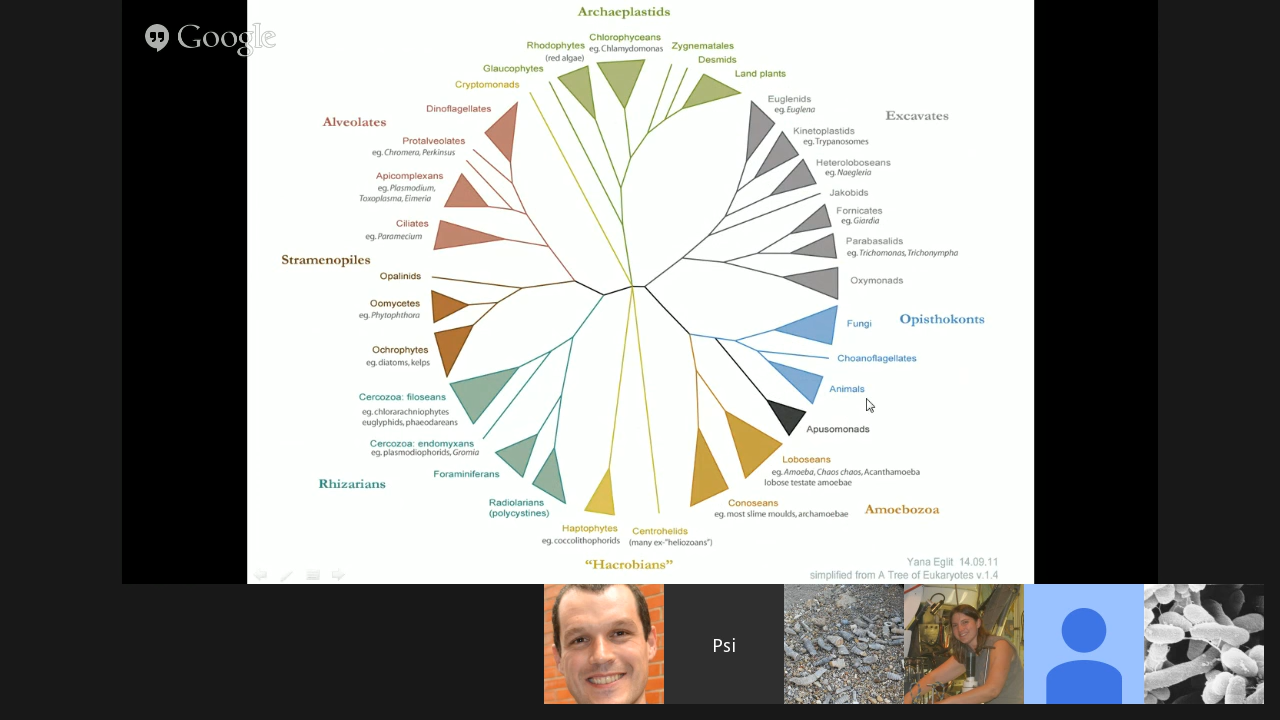 Google
Archaeplastids
Chlorophyceans
eg. Chlamydomonas
Rhodophytes
(red algae)
Zygnematales
Desmids
Land plants
Glaucophytes
Cryptomonads
Dinoflagellates
Alveolates
Protalveolates
eg. Chromera, Perkinsus
Apicomplexans
eg. Plasmodium,
Toxoplasma, Eimeria
Ciliates
eg. Paramecium
Euglenids
eg. Euglena
Excavates
Kinetoplastids
eg. Trypanosomes
Heteroloboseans
eg. Naegleria
Jakobids
Fornicates
eg. Giardia
Parabasalids
eg. Trichomonas, Trichonympha
Oxymonads
Stramenopiles
Opalinids
Oomycetes
eg. Phytophthora
Ochrophytes
eg. diatoms, kelps
Fungi
Opisthokonts
Choanoflagellates
Animals
Apusomonads
Cercozoa: filoseans
eg. chlorarachniophytes
euglyphids, phaeodareans
Cercozoa: endomyxans
eg. plasmodiophorids, Gromia
Foraminiferans
Rhizarians
Radiolarians
(polycystines)
Loboseans
eg. Amoeba, Chaos chaos, Acanthamoeba
lobose testate amoebae
Conoseans
eg. most slime moulds, archamoebae
Amoebozoa
Haptophytes
eg. coccolithophorids
Centrohelids
(many ex-"heliozoans")
“Hacrobians”
Yana Eglit 14.09.11
simplified from A Tree of Eukaryotes v.1.4
Psi